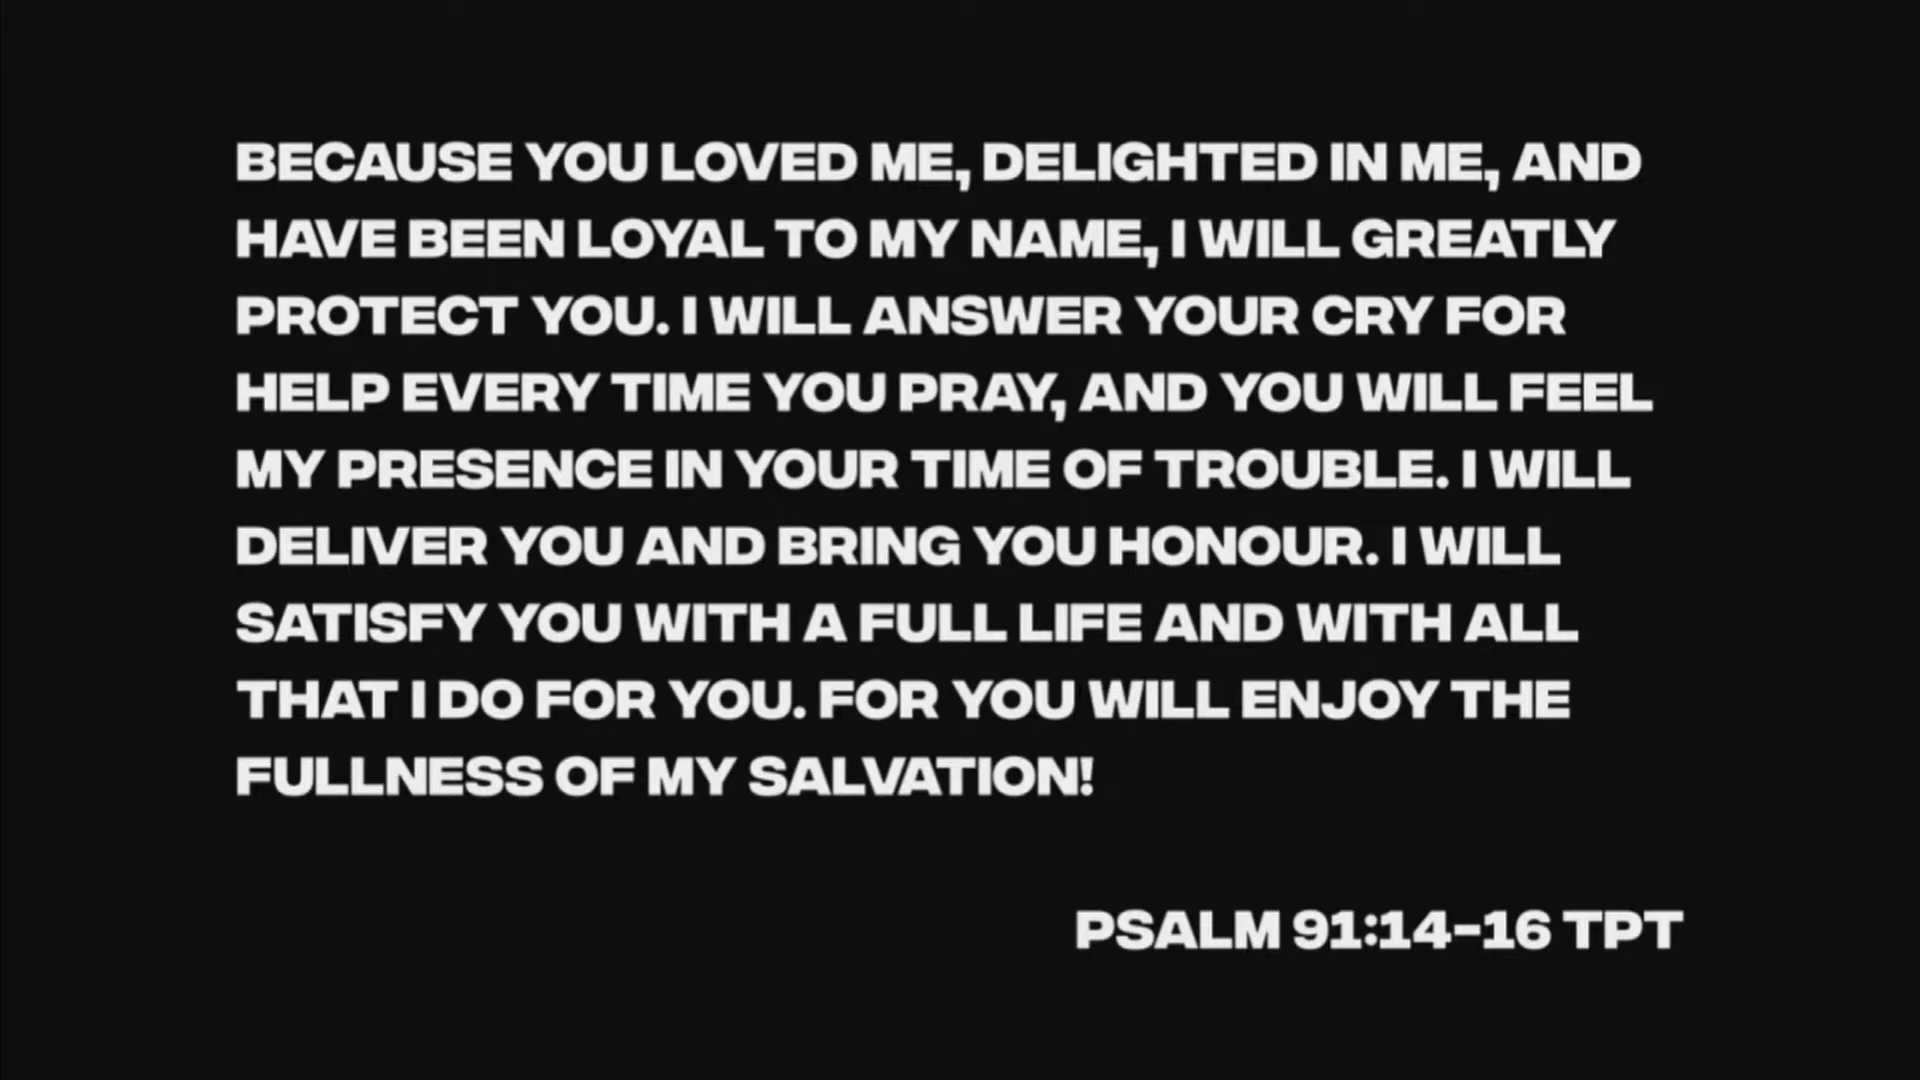 BECAUSE YOU LOVED ME, DELIGHTED IN ME, AND
HAVE BEEN LOYAL TO MY NAME, I WILL GREATLY
PROTECT YOU. I WILL ANSWER YOUR CRY FOR
HELP EVERY TIME YOU PRAY, AND YOU WILL FEEL
MY PRESENCE IN YOUR TIME OF TROUBLE. I WILL
DELIVER YOU AND BRING YOU HONOUR. I WILL
SATISFY YOU WITH A FULL LIFE AND WITH ALL
THAT I DO FOR YOU. FOR YOU WILL ENJOY THE
FULLNESS OF MY SALVATION!
PSALM 91:14-16 TPT